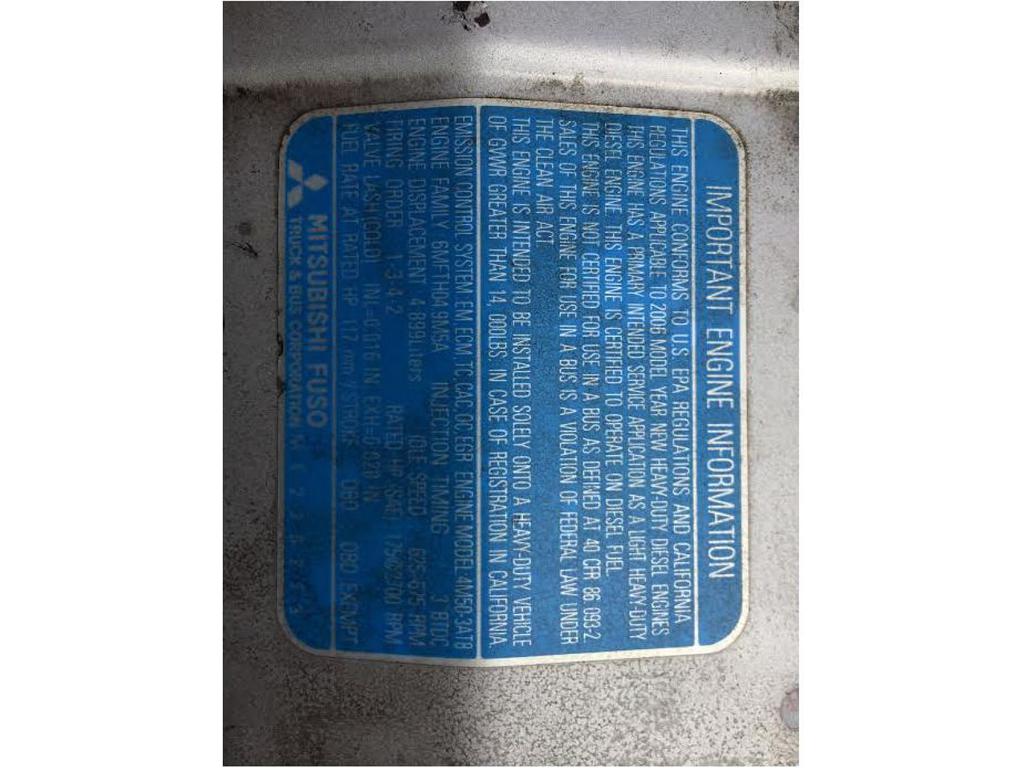 IMPORTANT ENGINE INFORMATION
THIS ENGINE CONFORMS TO U.S. EPA REGULATIONS AND CALIFORNIA
REGULATIONS APPLICABLE TO 2006 MODEL YEAR NEW HEAVY-DUTY DIESEL ENGINES
THIS ENGINE HAS A PRIMARY INTENDED SERVICE APPLICATION AS A LIGHT HEAVY-DUTY
DIESEL ENGINE. THIS ENGINE IS CERTIFIED TO OPERATE ON DIESEL FUEL.
THIS ENGINE IS NOT CERTIFIED FOR USE IN A BUS AS DEFINED AT 40 CFR 86 093-2.
SALES OF THIS ENGINE FOR USE IN A BUS IS A VIOLATION OF FEDERAL LAW UNDER
THE CLEAN AIR ACT.
THIS ENGINE IS INTENDED TO BE INSTALLED SOLELY ONTO A HEAVY-DUTY VEHICLE
OF GVWR GREATER THAN 14, 000LBS. IN CASE OF REGISTRATION IN CALIFORNIA.
EMISSION CONTROL SYSTEM EM ECM, TC, CAC, OC, EGR ENGINE MODEL 4M50-3AT8
ENGINE FAMILY 6MFTH04.9M5A INJECTION TIMING 3 BTDC
ENGINE DISPLACEMENT 4.899Liters IDLE SPEED 625-675 RPM
FIRING ORDER 1-3-4-2 RATED HP (SAE) 175@2700 RPM
VALVE LASH (COLD) IN.=0.016 IN EXH.=0.020 IN
FUEL RATE AT RATED HP 117 mm³/STROKE OBD OBD EXEMPT
MITSUBISHI FUSO
TRUCK & BUS CORPORATION